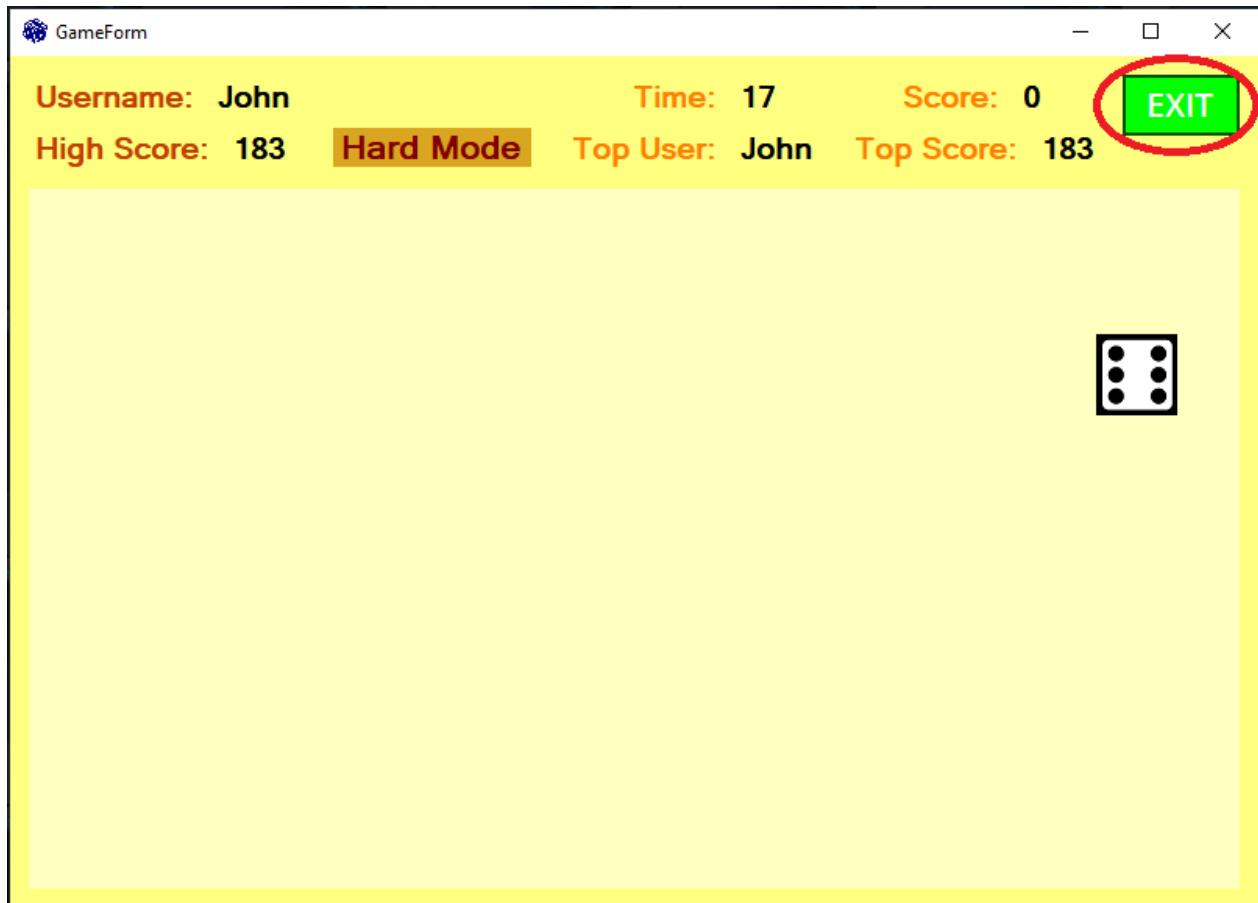 GameForm
Username: John Time: 17 Score: 0 EXIT
High Score: 183 Hard Mode Top User: John Top Score: 183